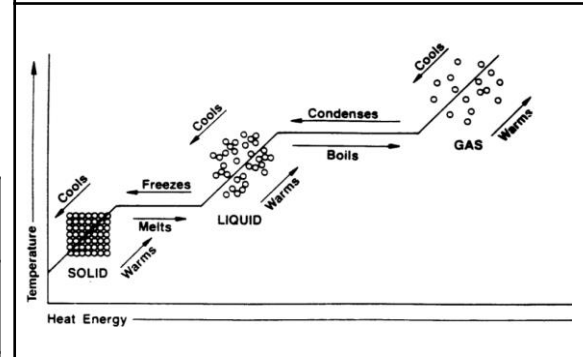 Cools
Condenses
Cools
Boils
GAS
Warms
Cools
Freezes
Melts
LIQUID
Warms
SOLID
Warms
Temperature
Heat Energy